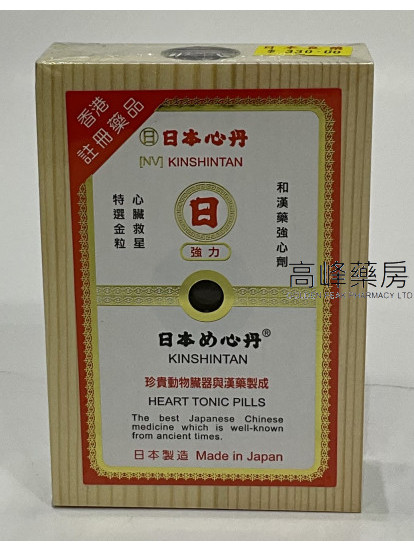 $ 330.00
香港
註冊藥品
日 日本心丹
[NV] KINSHINTAN
心臟救星
特選金粒
日
強力
和漢藥強心劑
高峰藥房
日本め心丹®
KINSHINTAN
珍貴動物臟器與漢藥製成
HEART TONIC PILLS
The best Japanese Chinese
medicine which is well-known
from ancient times.
日本製造 Made in Japan